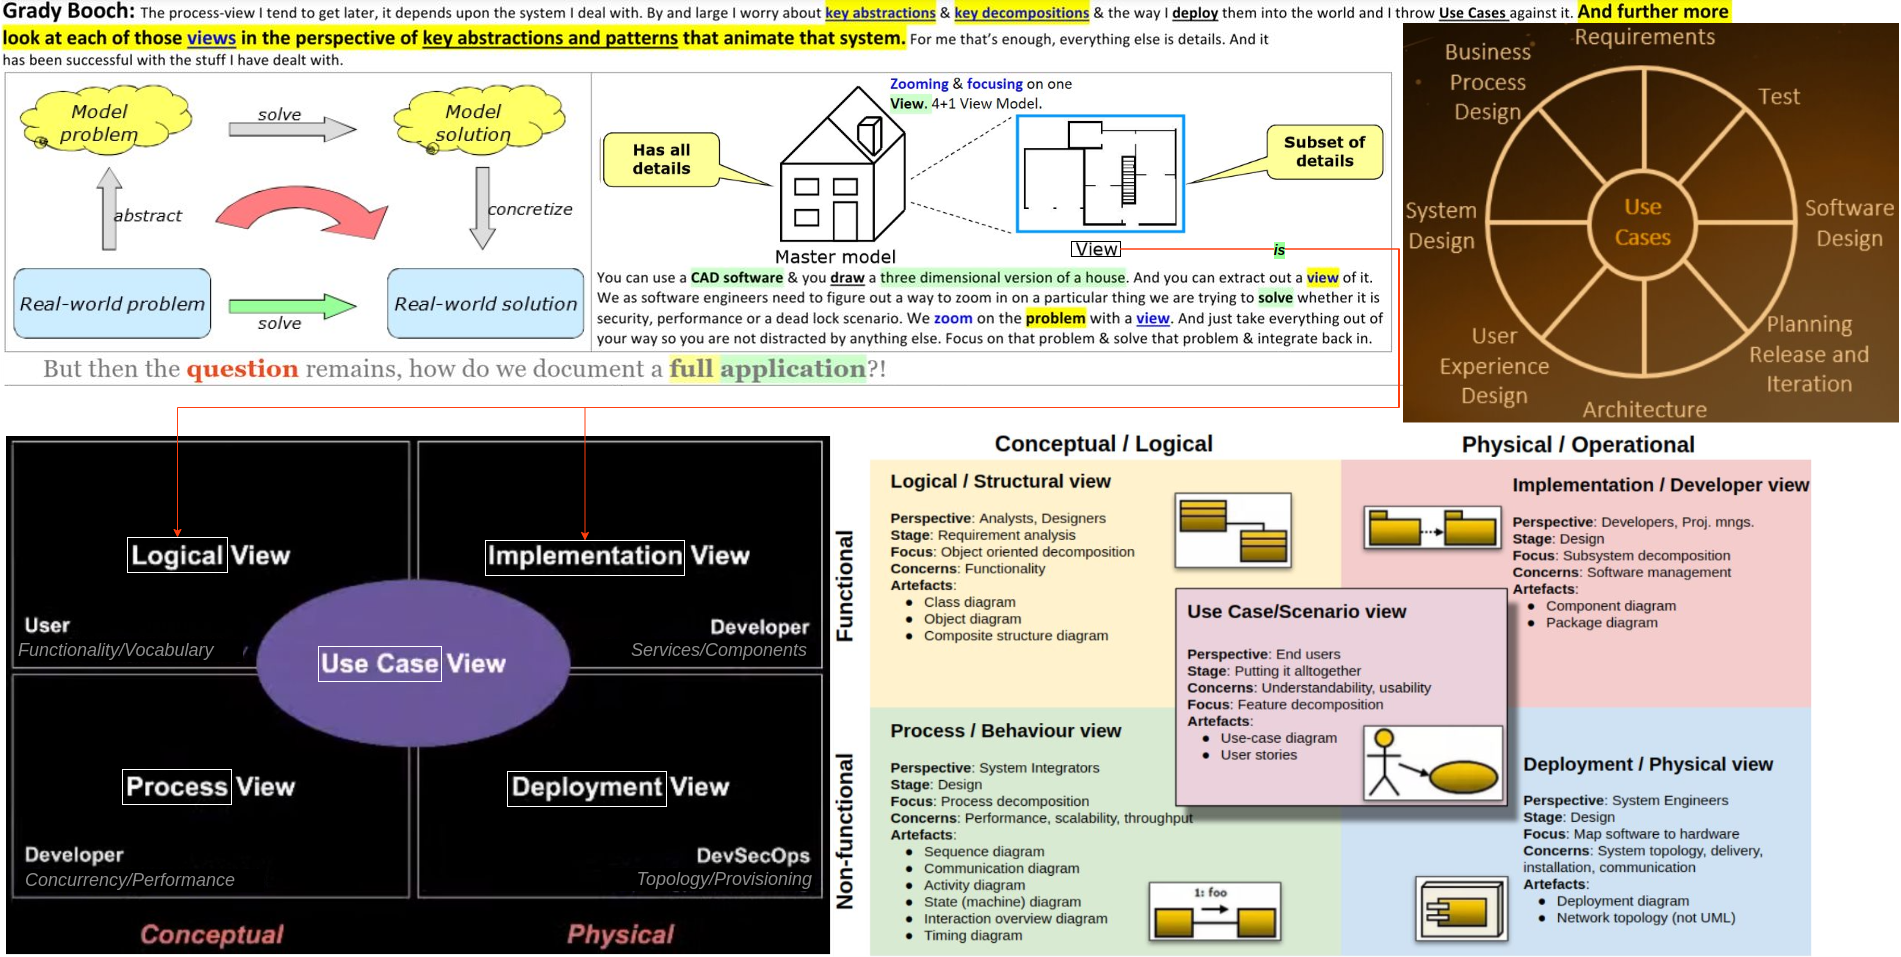 Grady Booch: The process-view I tend to get later, it depends upon the system I deal with. By and large I worry about key abstractions & key decompositions & the way I deploy them into the world and I throw Use Cases against it. And further more
look at each of those views in the perspective of key abstractions and patterns that animate that system. For me that's enough, everything else is details. And it
has been successful with the stuff I have dealt with.
Model
problem
solve
Model
solution
abstract
concretize
Real-world problem
solve
Real-world solution
Zooming & focusing on one
View. 4+1 View Model.
Has all
details
Subset of
details
Master model
View
is
You can use a CAD software & you draw a three dimensional version of a house. And you can extract out a view of it.
We as software engineers need to figure out a way to zoom in on a particular thing we are trying to solve whether it is
security, performance or a dead lock scenario. We zoom on the problem with a view. And just take everything out of
your way so you are not distracted by anything else. Focus on that problem & solve that problem & integrate back in.
Requirements
Business
Process
Design
Test
System
Design
Use
Cases
Software
Design
User
Experience
Design
Planning
Release and
Iteration
Architecture
But then the question remains, how do we document a full application?!
Logical View
Implementation View
User
Functionality/Vocabulary
Developer
Services/Components
Use Case View
Process View
Deployment View
Developer
Concurrency/Performance
DevSecOps
Topology/Provisioning
Conceptual
Physical
Conceptual / Logical
Physical / Operational
Functional
Non-functional
Logical / Structural view
Perspective: Analysts, Designers
Stage: Requirement analysis
Focus: Object oriented decomposition
Concerns: Functionality
Artefacts:
● Class diagram
● Object diagram
● Composite structure diagram
Implementation / Developer view
Perspective: Developers, Proj. mngs.
Stage: Design
Focus: Subsystem decomposition
Concerns: Software management
Artefacts:
● Component diagram
● Package diagram
Use Case/Scenario view
Perspective: End users
Stage: Putting it alltogether
Concerns: Understandability, usability
Focus: Feature decomposition
Artefacts:
● Use-case diagram
● User stories
Process / Behaviour view
Perspective: System Integrators
Stage: Design
Focus: Process decomposition
Concerns: Performance, scalability, throughput
Artefacts:
● Sequence diagram
● Communication diagram
● Activity diagram
● State (machine) diagram
● Interaction overview diagram
● Timing diagram
1: foo
Deployment / Physical view
Perspective: System Engineers
Stage: Design
Focus: Map software to hardware
Concerns: System topology, delivery,
installation, communication
Artefacts:
● Deployment diagram
● Network topology (not UML)